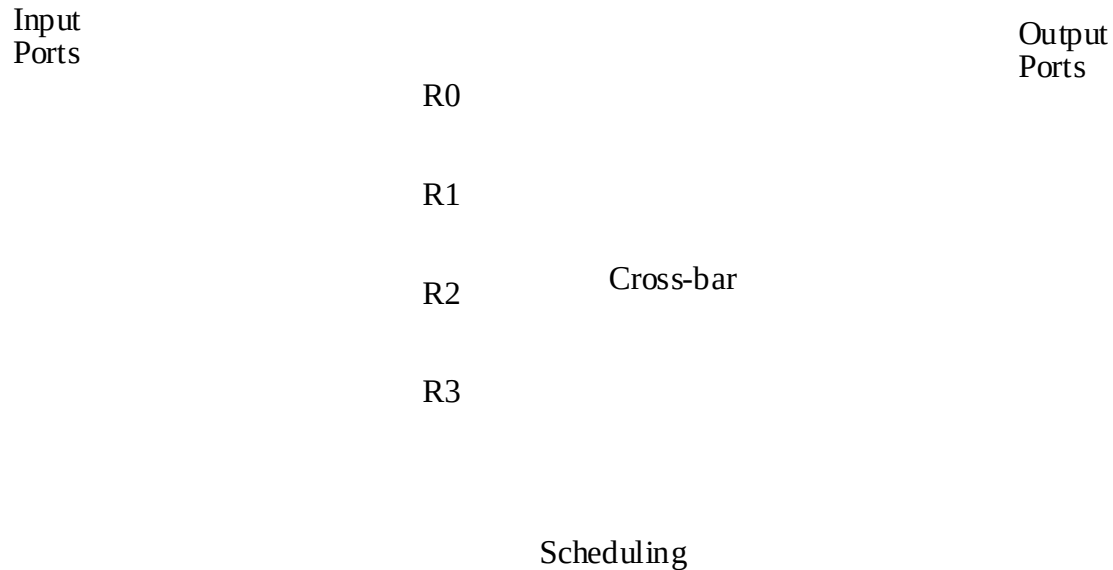 Input
Ports
Output
Ports
R0
R1
Cross-bar
R2
R3
Scheduling